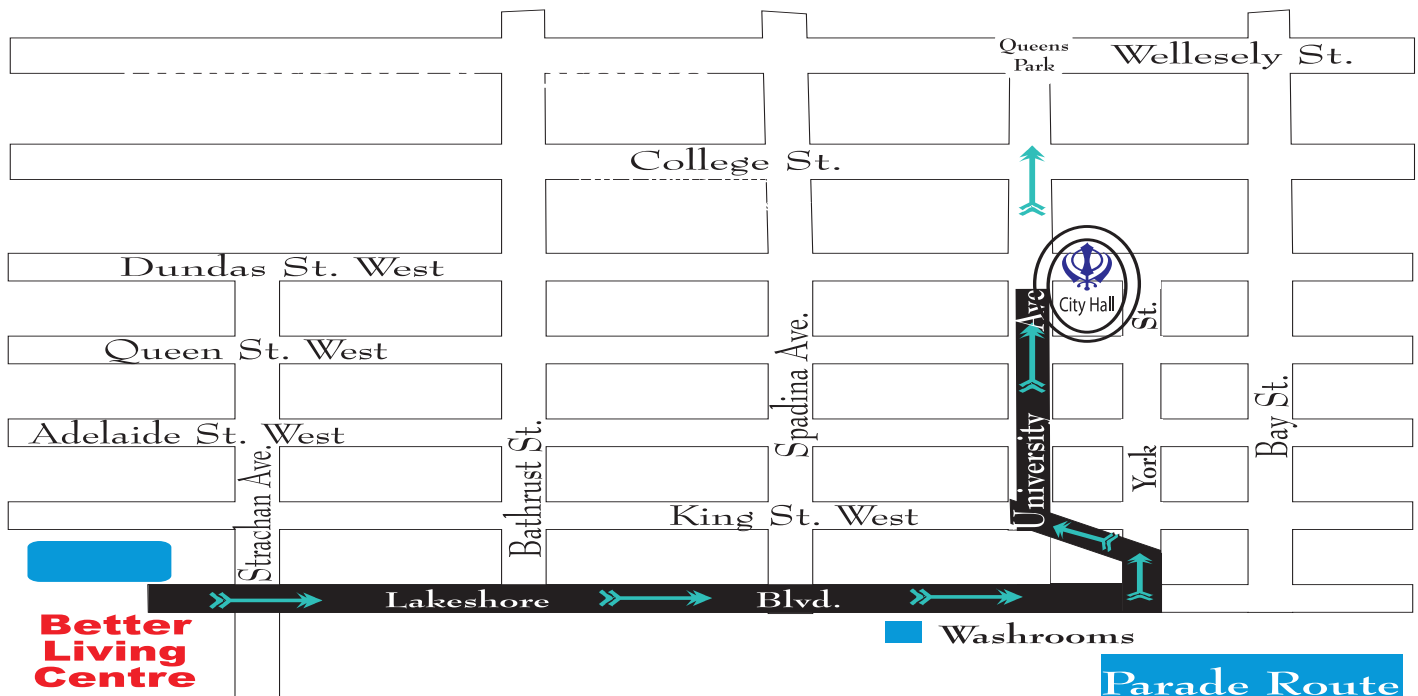 Queens
Park
Wellesely St.
College St.
Dundas St. West
City Hall
Queen St. West
Adelaide St. West
King St. West
Strachan Ave.
Bathrust St.
Spadina Ave.
University Ave
York St.
Bay St.
Lakeshore Blvd.
Better
Living
Centre
Washrooms
Parade Route